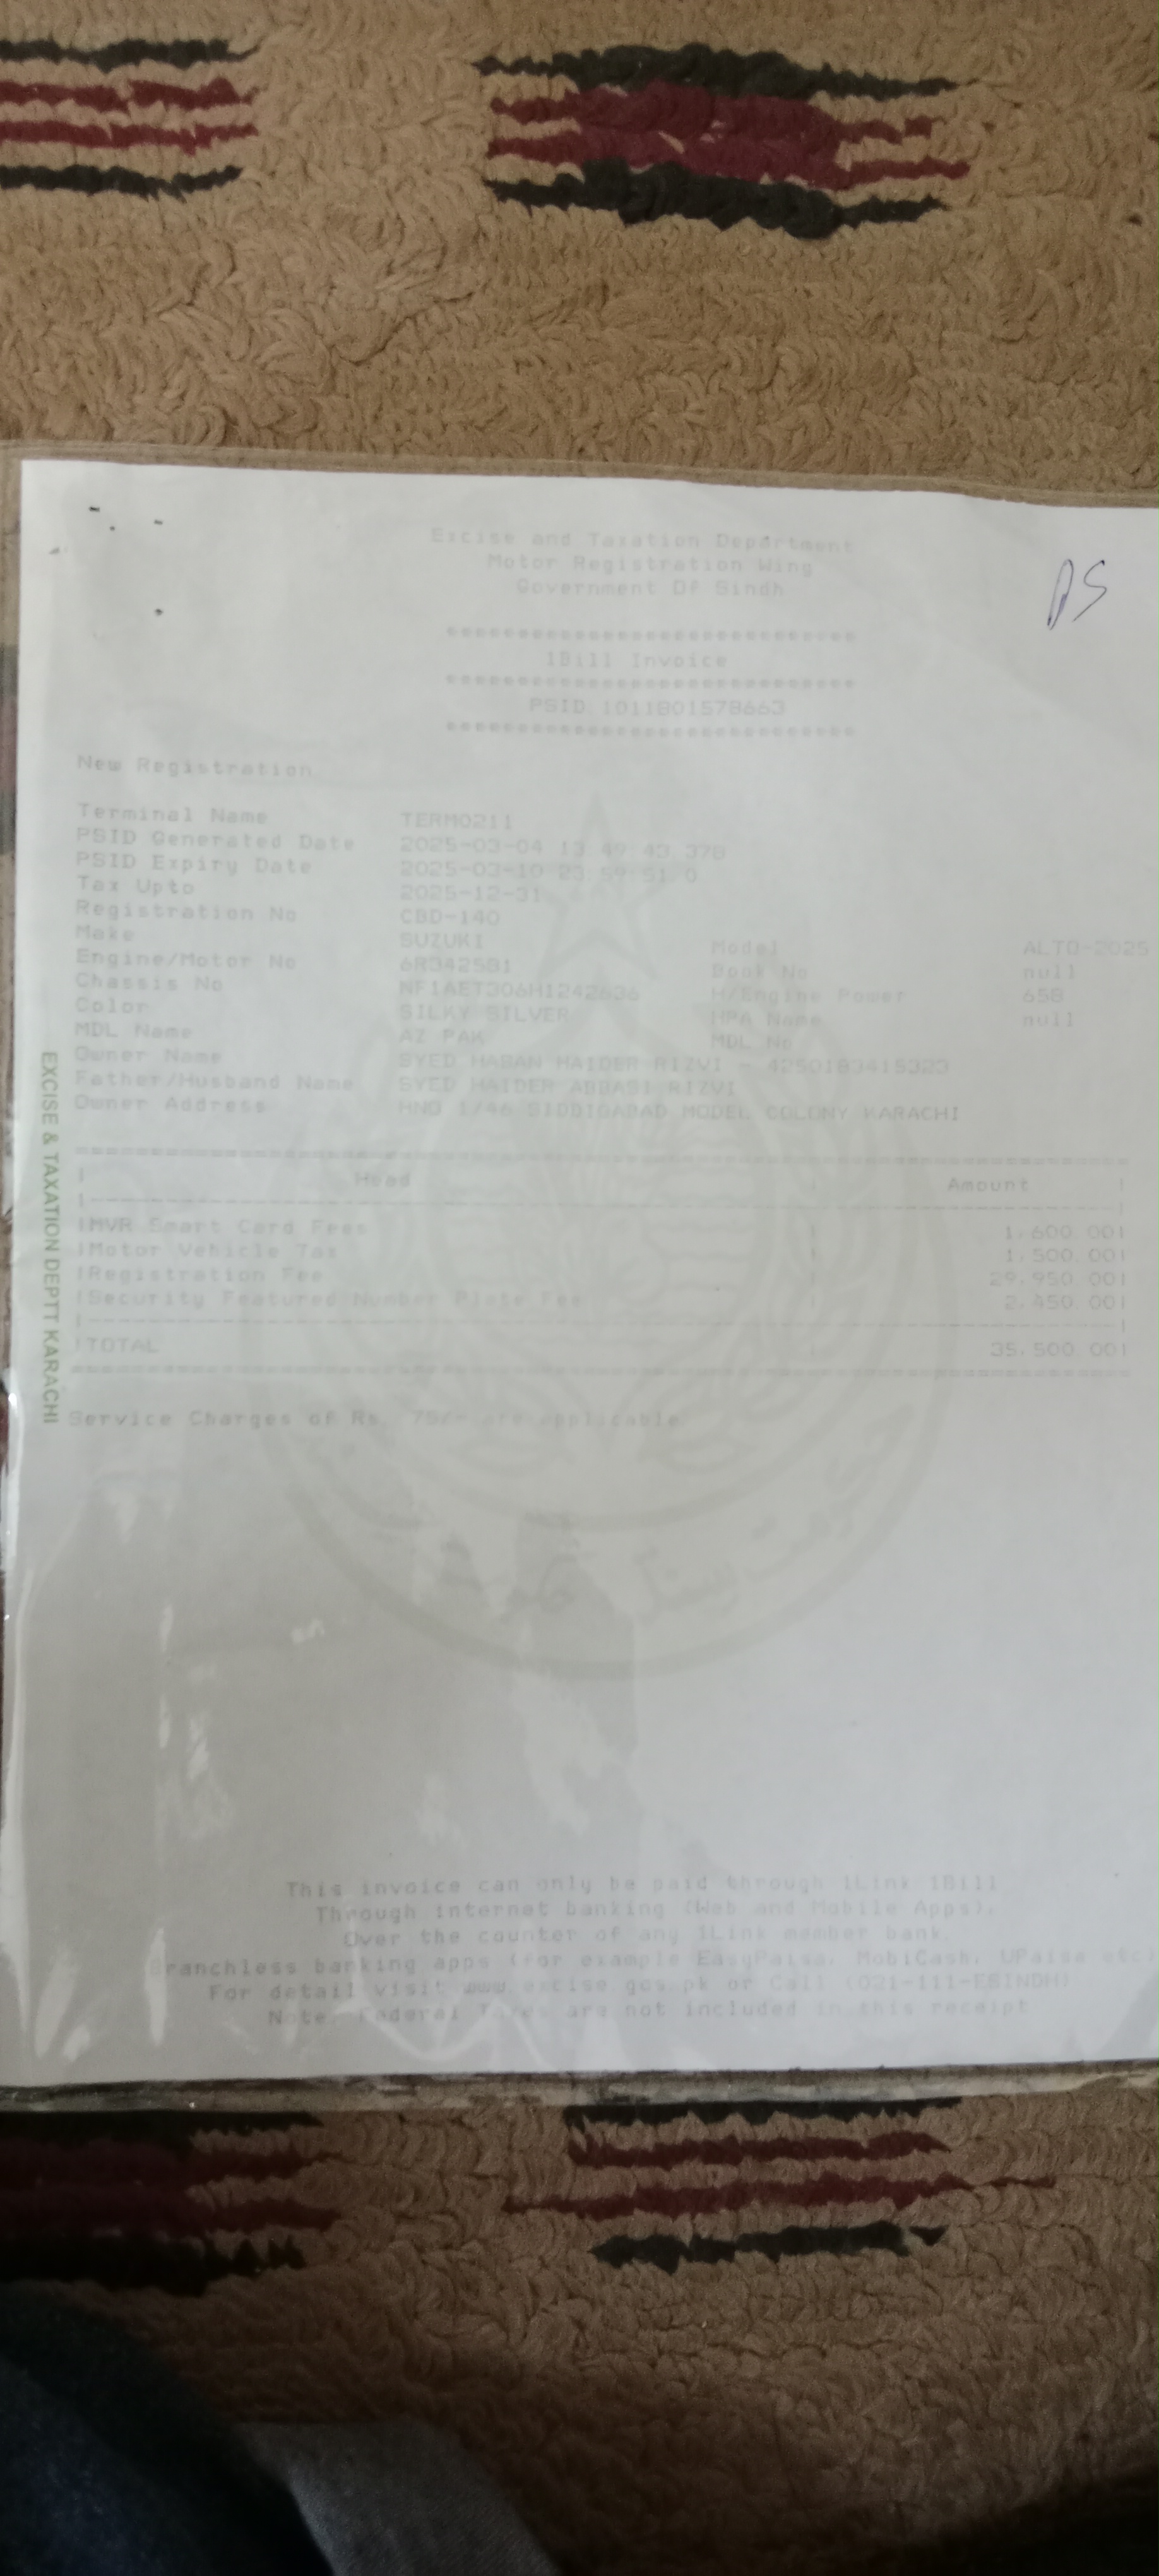 Excise and Taxation Department
Motor Registration Wing
Government Of Sindh
AS
==============================
1Bill Invoice
==============================
PSID 1011801578663
==============================
New Registration
Terminal Name TERM0211
PSID Generated Date 2025-03-04 13:49:43.378
PSID Expiry Date 2025-03-10 23:59:51.0
Tax Upto 2025-12-31
Registration No CBD-140
Make SUZUKI Model ALTO-2025
Engine/Motor No 6R342581 Book No null
Chassis No NF1AET306H1242636 H/Engine Power 658
Color SILKY SILVER HPA Name null
MDL Name AZ PAK MDL No
Owner Name SYED HASAN HAIDER RIZVI - 4250183415323
Father/Husband Name SYED HAIDER ABBASI RIZVI
Owner Address HNO 1/46 SIDDIQABAD MODEL COLONY KARACHI
Head Amount
MVR Smart Card Fees 1,600.00
Motor Vehicle Tax 1,500.00
Registration Fee 29,950.00
Security Featured Number Plate Fee 2,450.00
TOTAL 35,500.00
Service Charges of Rs. 75/- are applicable
EXCISE & TAXATION DEPTT KARACHI
This invoice can only be paid through 1Link 1Bill
Through internet banking (Web and Mobile Apps),
Over the counter of any 1Link member bank,
Branchless banking apps (for example EasyPaisa, MobiCash, UPaisa etc)
For detail visit www.excise.gos.pk or Call (021-111-ESINDH)
Note: Federal Taxes are not included in this receipt